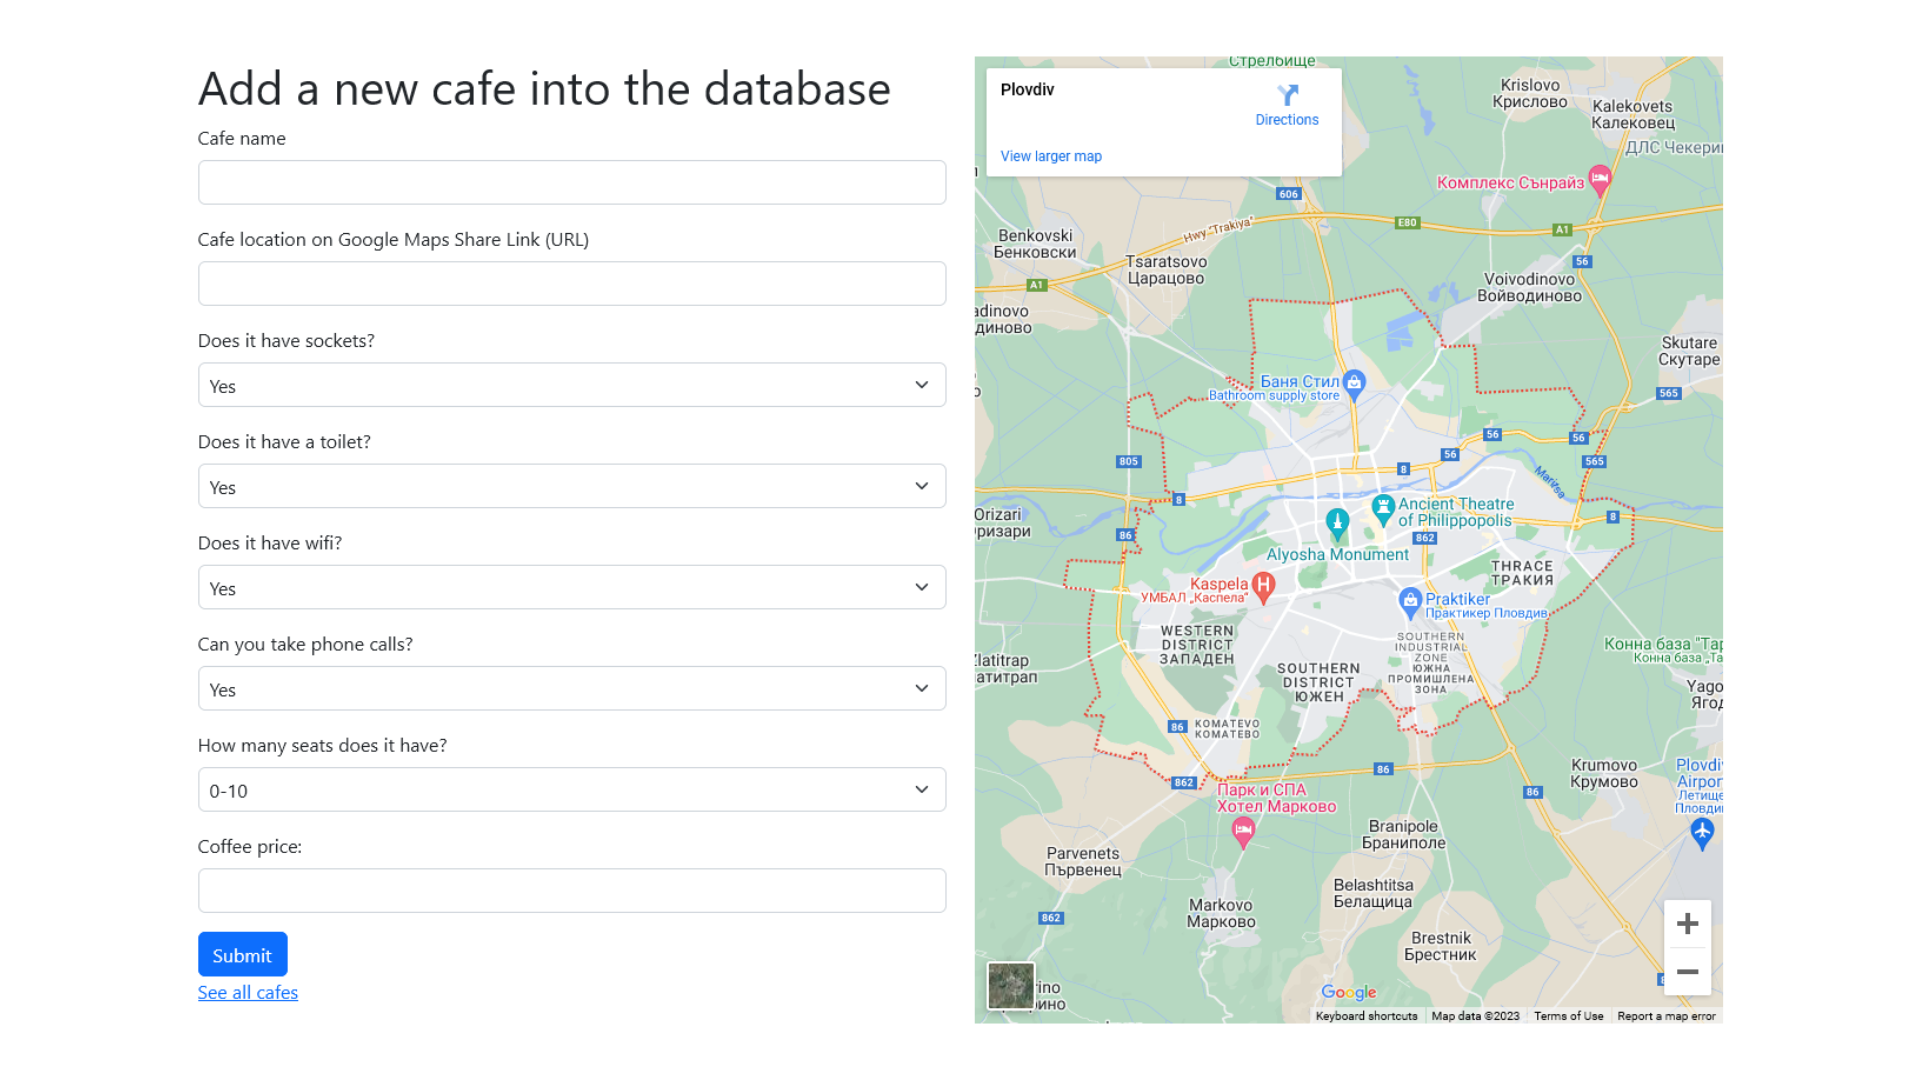 Add a new cafe into the database
Cafe name
Cafe location on Google Maps Share Link (URL)
Does it have sockets?
Yes
Does it have a toilet?
Yes
Does it have wifi?
Yes
Can you take phone calls?
Yes
How many seats does it have?
0-10
Coffee price:
Submit
See all cafes
Стрелбище
Plovdiv
Directions
View larger map
Krislovo
Крислово
Kalekovets
Калековец
ДЛС Чекери
Комплекс Сънрайз
606
E80
Hwy "Trakiya"
A1
Benkovski
Бенковски
Tsaratsovo
Царацово
56
Voivodinovo
Войводиново
A1
adinovo
диново
Skutare
Скутаре
Баня Стил
Bathroom supply store
565
56
56
56
805
8
565
Maritsa
8
Ancient Theatre
of Philippopolis
8
Orizari
ризари
86
862
Alyosha Monument
THRACE
ТРАКИЯ
Kaspela
УМБАЛ „Каспела“
Praktiker
Практикер Пловдив
WESTERN
DISTRICT
ЗАПАДЕН
SOUTHERN
INDUSTRIAL
ZONE
ЮЖНА
ПРОМИШЛЕНА
ЗОНА
Конна база "Тар
Конна база „Та
latitrap
атитрап
SOUTHERN
DISTRICT
ЮЖЕН
Yago
Ягод
86
KOMATEVO
КОМАТЕВО
86
862
Krumovo
Крумово
Plovdi
Airpor
Летище
Пловди
86
Парк и СПА
Хотел Марково
Branipole
Браниполе
Parvenets
Първенец
Belashtitsa
Белащица
Markovo
Марково
862
Brestnik
Брестник
ino
ино
Google
Keyboard shortcuts
Map data ©2023
Terms of Use
Report a map error